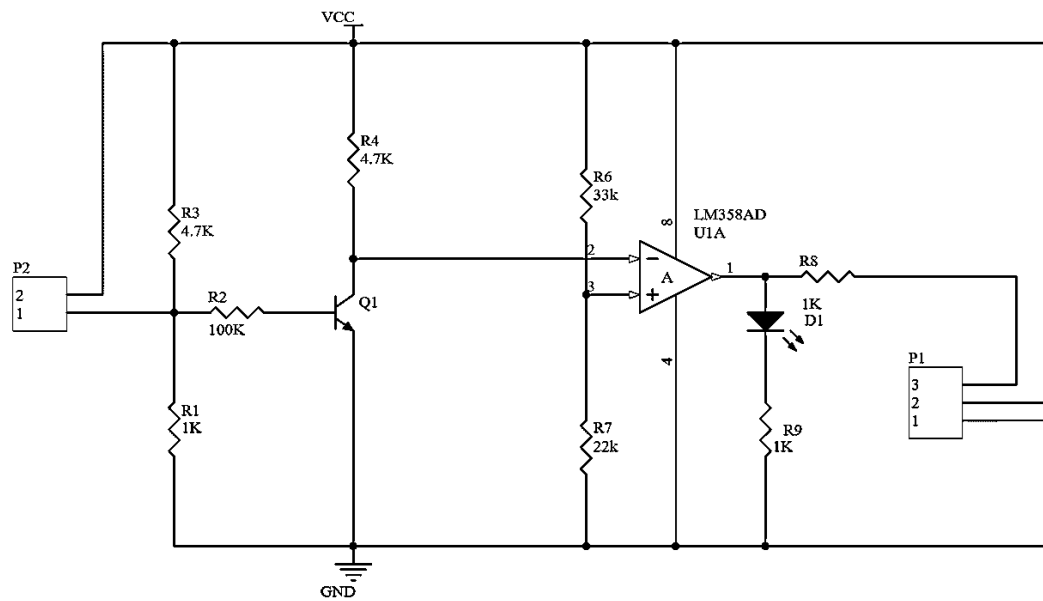 VCC
R4
4.7K
R6
33k
LM358AD
U1A
8
R3
4.7K
P2
2
1
R2
100K
Q1
2
3
A
1
R8
1K
D1
4
P1
3
2
1
R1
1K
R7
22k
R9
1K
GND